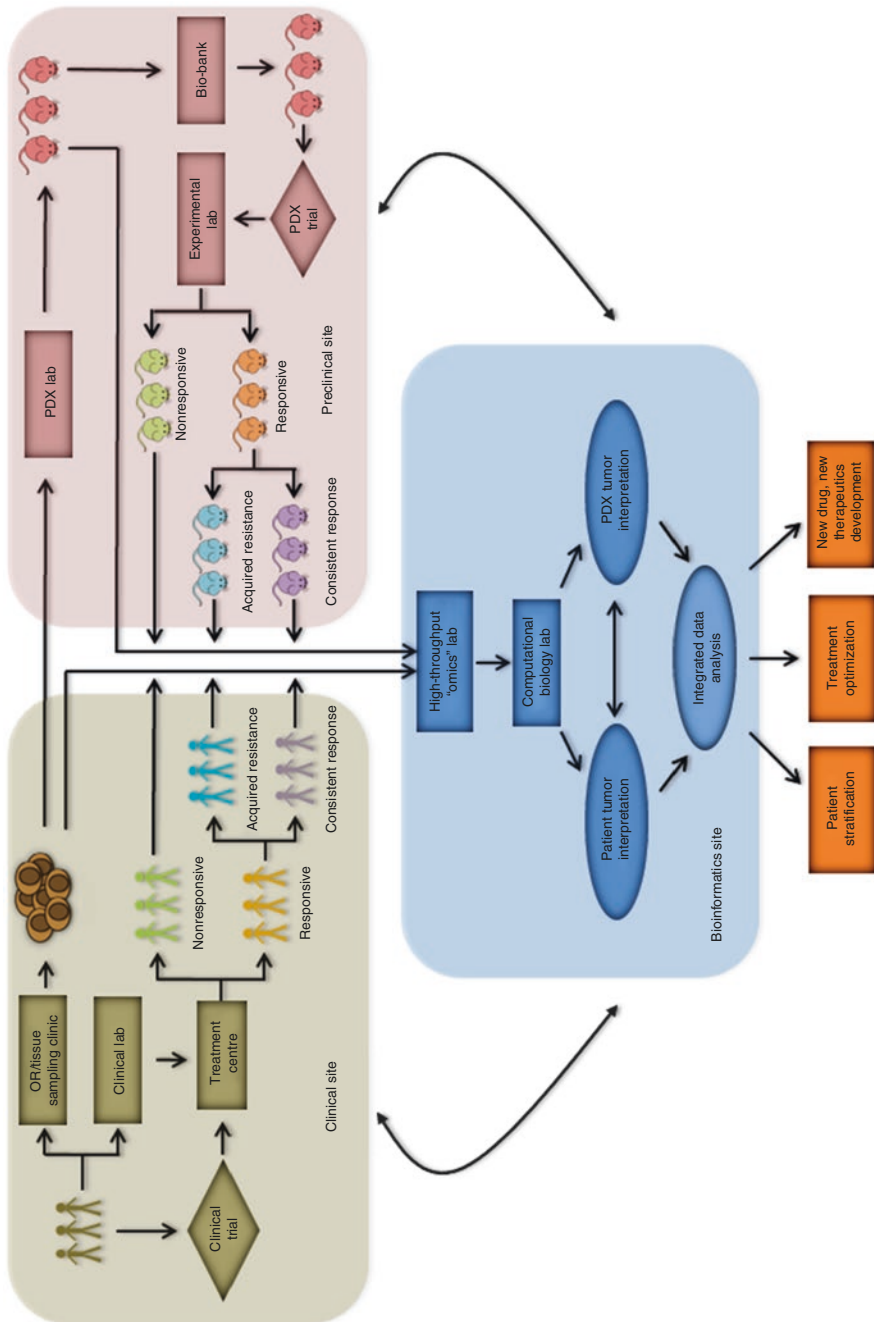 OR/tissue
sampling clinic
Clinical lab
Clinical
trial
Treatment
centre
Nonresponsive
Responsive
Acquired resistance
Consistent response
Clinical site
PDX lab
Bio-bank
PDX
trial
Experimental
lab
Nonresponsive
Responsive
Acquired resistance
Consistent response
Preclinical site
High-throughput
“omics” lab
Computational
biology lab
Patient tumor
interpretation
PDX tumor
interpretation
Integrated data
analysis
Bioinformatics site
Patient
stratification
Treatment
optimization
New drug, new
therapeutics
development